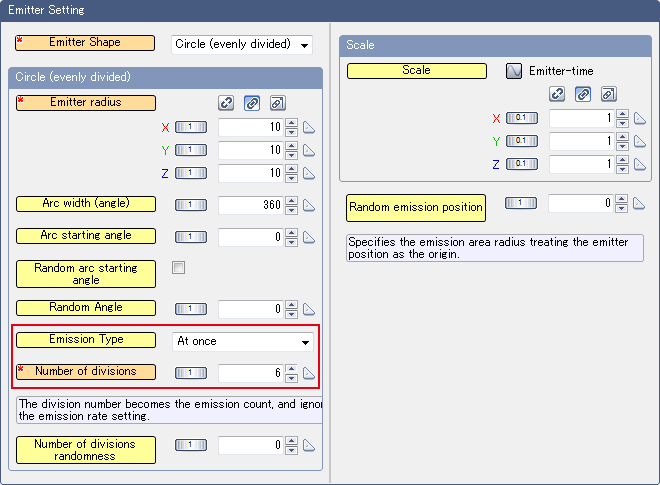 Emitter Setting
* Emitter Shape
Circle (evenly divided)
Circle (evenly divided)
* Emitter radius
X 1 10
Y 1 10
Z 1 10
Arc width (angle) 1 360
Arc starting angle 1 0
Random arc starting
angle
Random Angle 1 0
Emission Type At once
* Number of divisions 1 6
The division number becomes the emission count, and igno
the emission rate setting.
Number of divisions
randomness
1 0
Scale
Scale Emitter-time
X 0.1 1
Y 0.1 1
Z 0.1 1
Random emission position 1 0
Specifies the emission area radius treating the emitter
position as the origin.